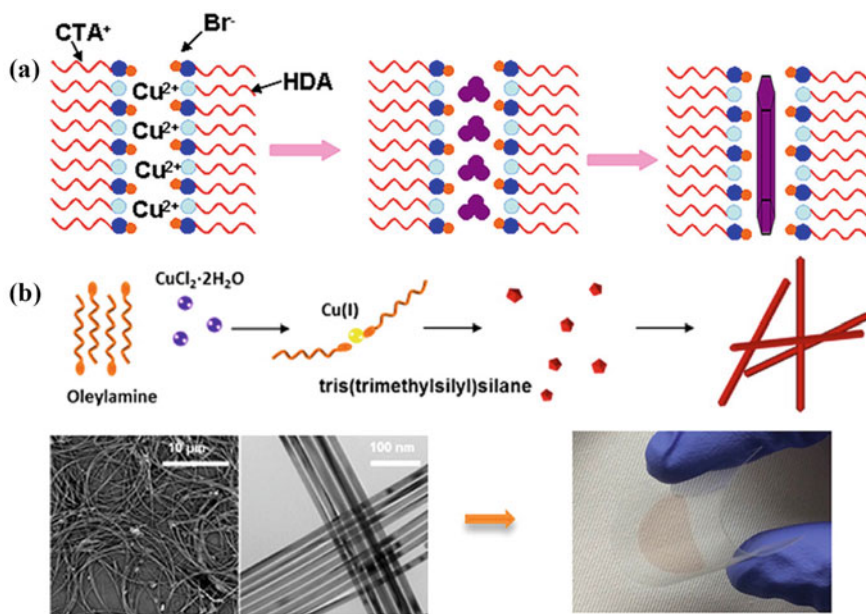 CTA⁺
Br⁻
(a)
Cu²⁺
Cu²⁺
Cu²⁺
Cu²⁺
HDA
(b)
CuCl₂·2H₂O
Cu(I)
Oleylamine
tris(trimethylsilyl)silane
10 μm
100 nm